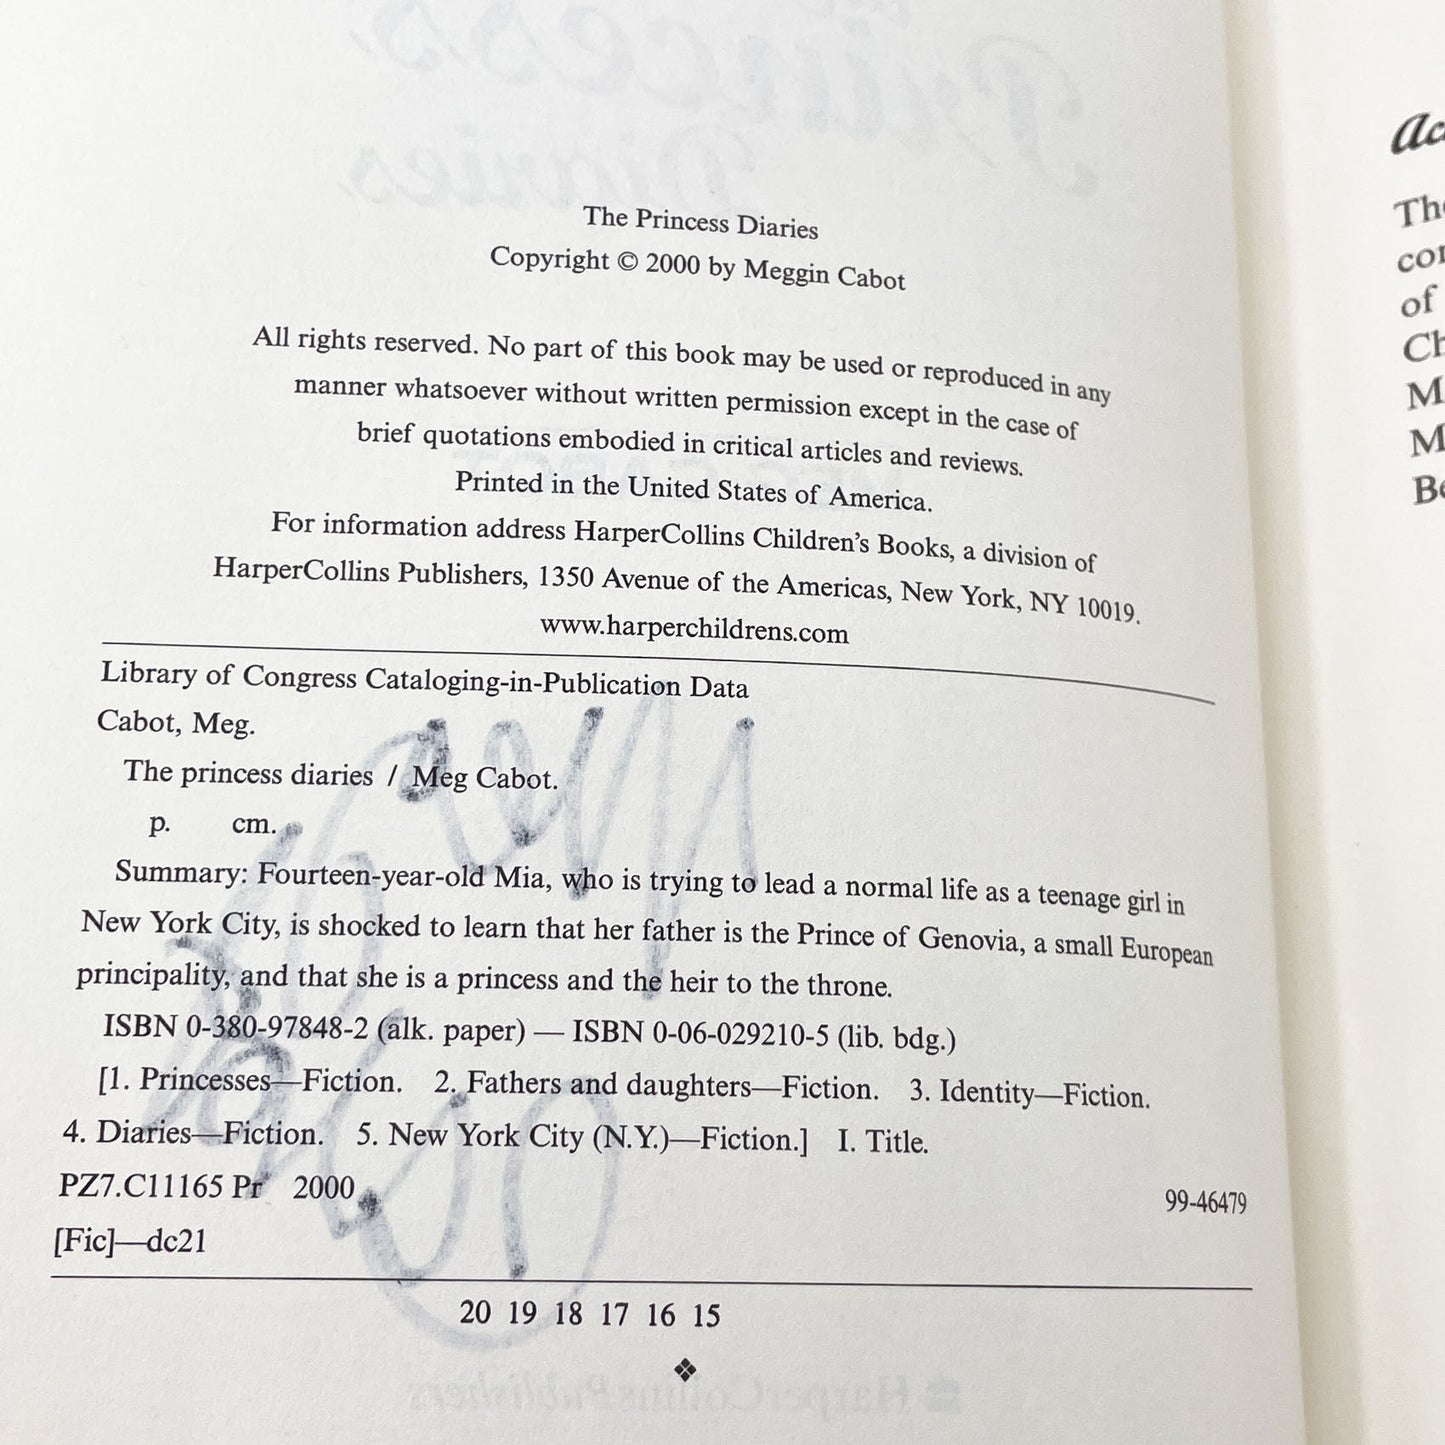 The Princess Diaries
Copyright © 2000 by Meggin Cabot
All rights reserved. No part of this book may be used or reproduced in any
manner whatsoever without written permission except in the case of
brief quotations embodied in critical articles and reviews.
Printed in the United States of America.
For information address HarperCollins Children's Books, a division of
HarperCollins Publishers, 1350 Avenue of the Americas, New York, NY 10019.
www.harperchildrens.com
Library of Congress Cataloging-in-Publication Data
Cabot, Meg.
The princess diaries / Meg Cabot.
p. cm.
Summary: Fourteen-year-old Mia, who is trying to lead a normal life as a teenage girl in
New York City, is shocked to learn that her father is the Prince of Genovia, a small European
principality, and that she is a princess and the heir to the throne.
ISBN 0-380-97848-2 (alk. paper) — ISBN 0-06-029210-5 (lib. bdg.)
[1. Princesses—Fiction. 2. Fathers and daughters—Fiction. 3. Identity—Fiction.
4. Diaries—Fiction. 5. New York City (N.Y.)—Fiction.] I. Title.
PZ7.C11165 Pr 2000 99-46479
[Fic]—dc21
20 19 18 17 16 15